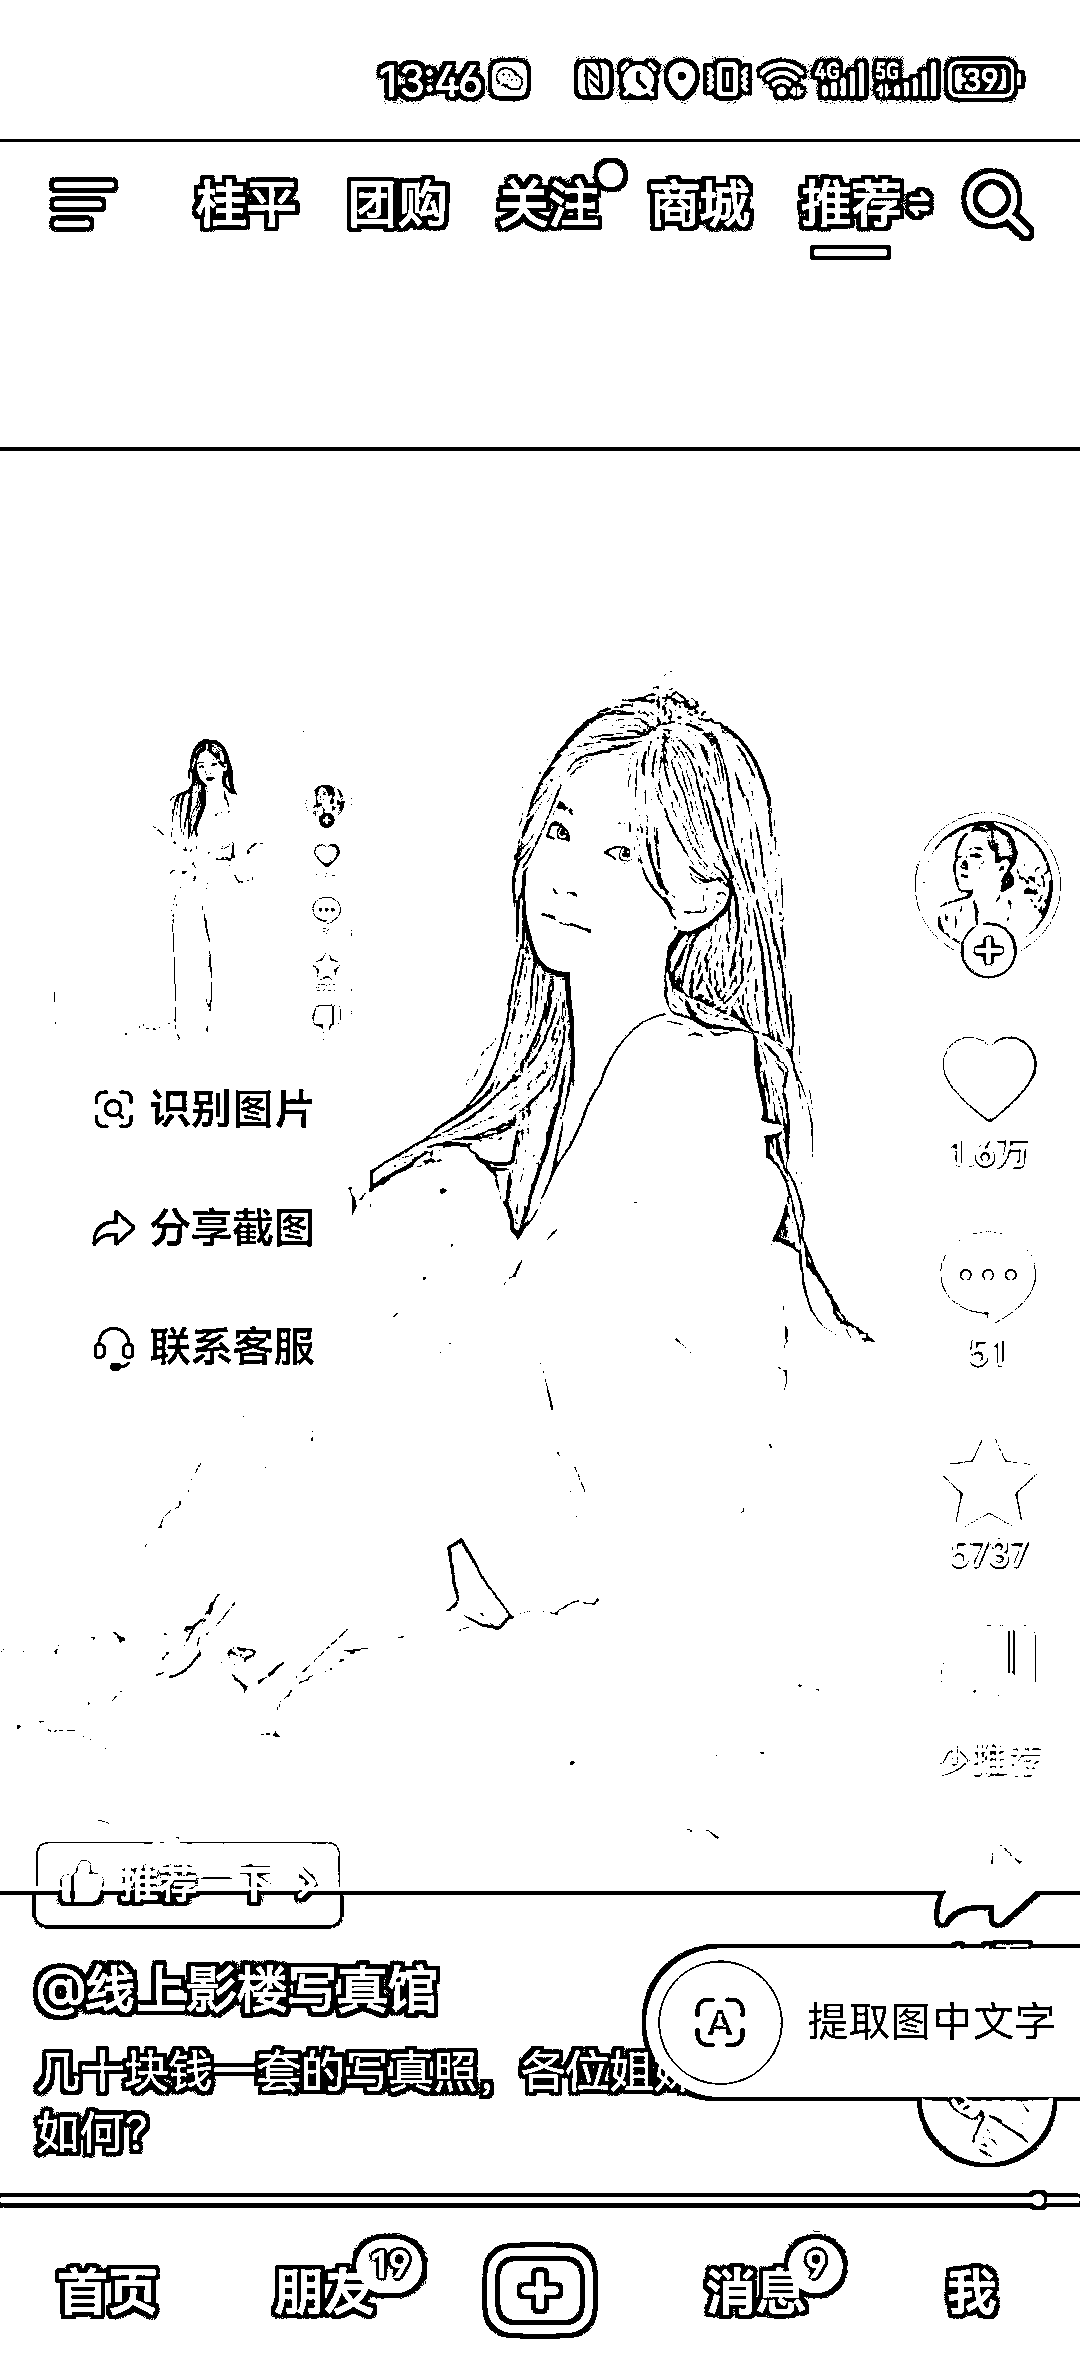 13:46 4G 5G 39
桂平 团购 关注 商城 推荐
识别图片
分享截图
联系客服
1.6万
51
5737
少推荐
推荐一下
@线上影楼写真馆
几十块钱一套的写真照，各位姐
如何?
提取图中文字
首页 朋友 19 消息 9 我